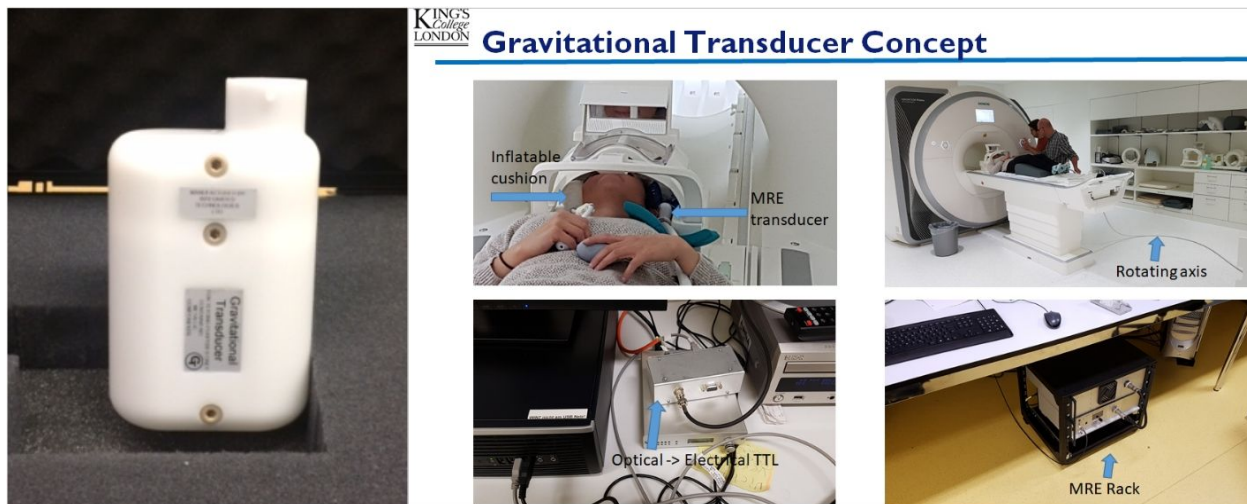 Gravitational
Transducer
KING'S
College
LONDON
Gravitational Transducer Concept
Inflatable
cushion
MRE
transducer
Rotating axis
Optical -> Electrical TTL
MRE Rack